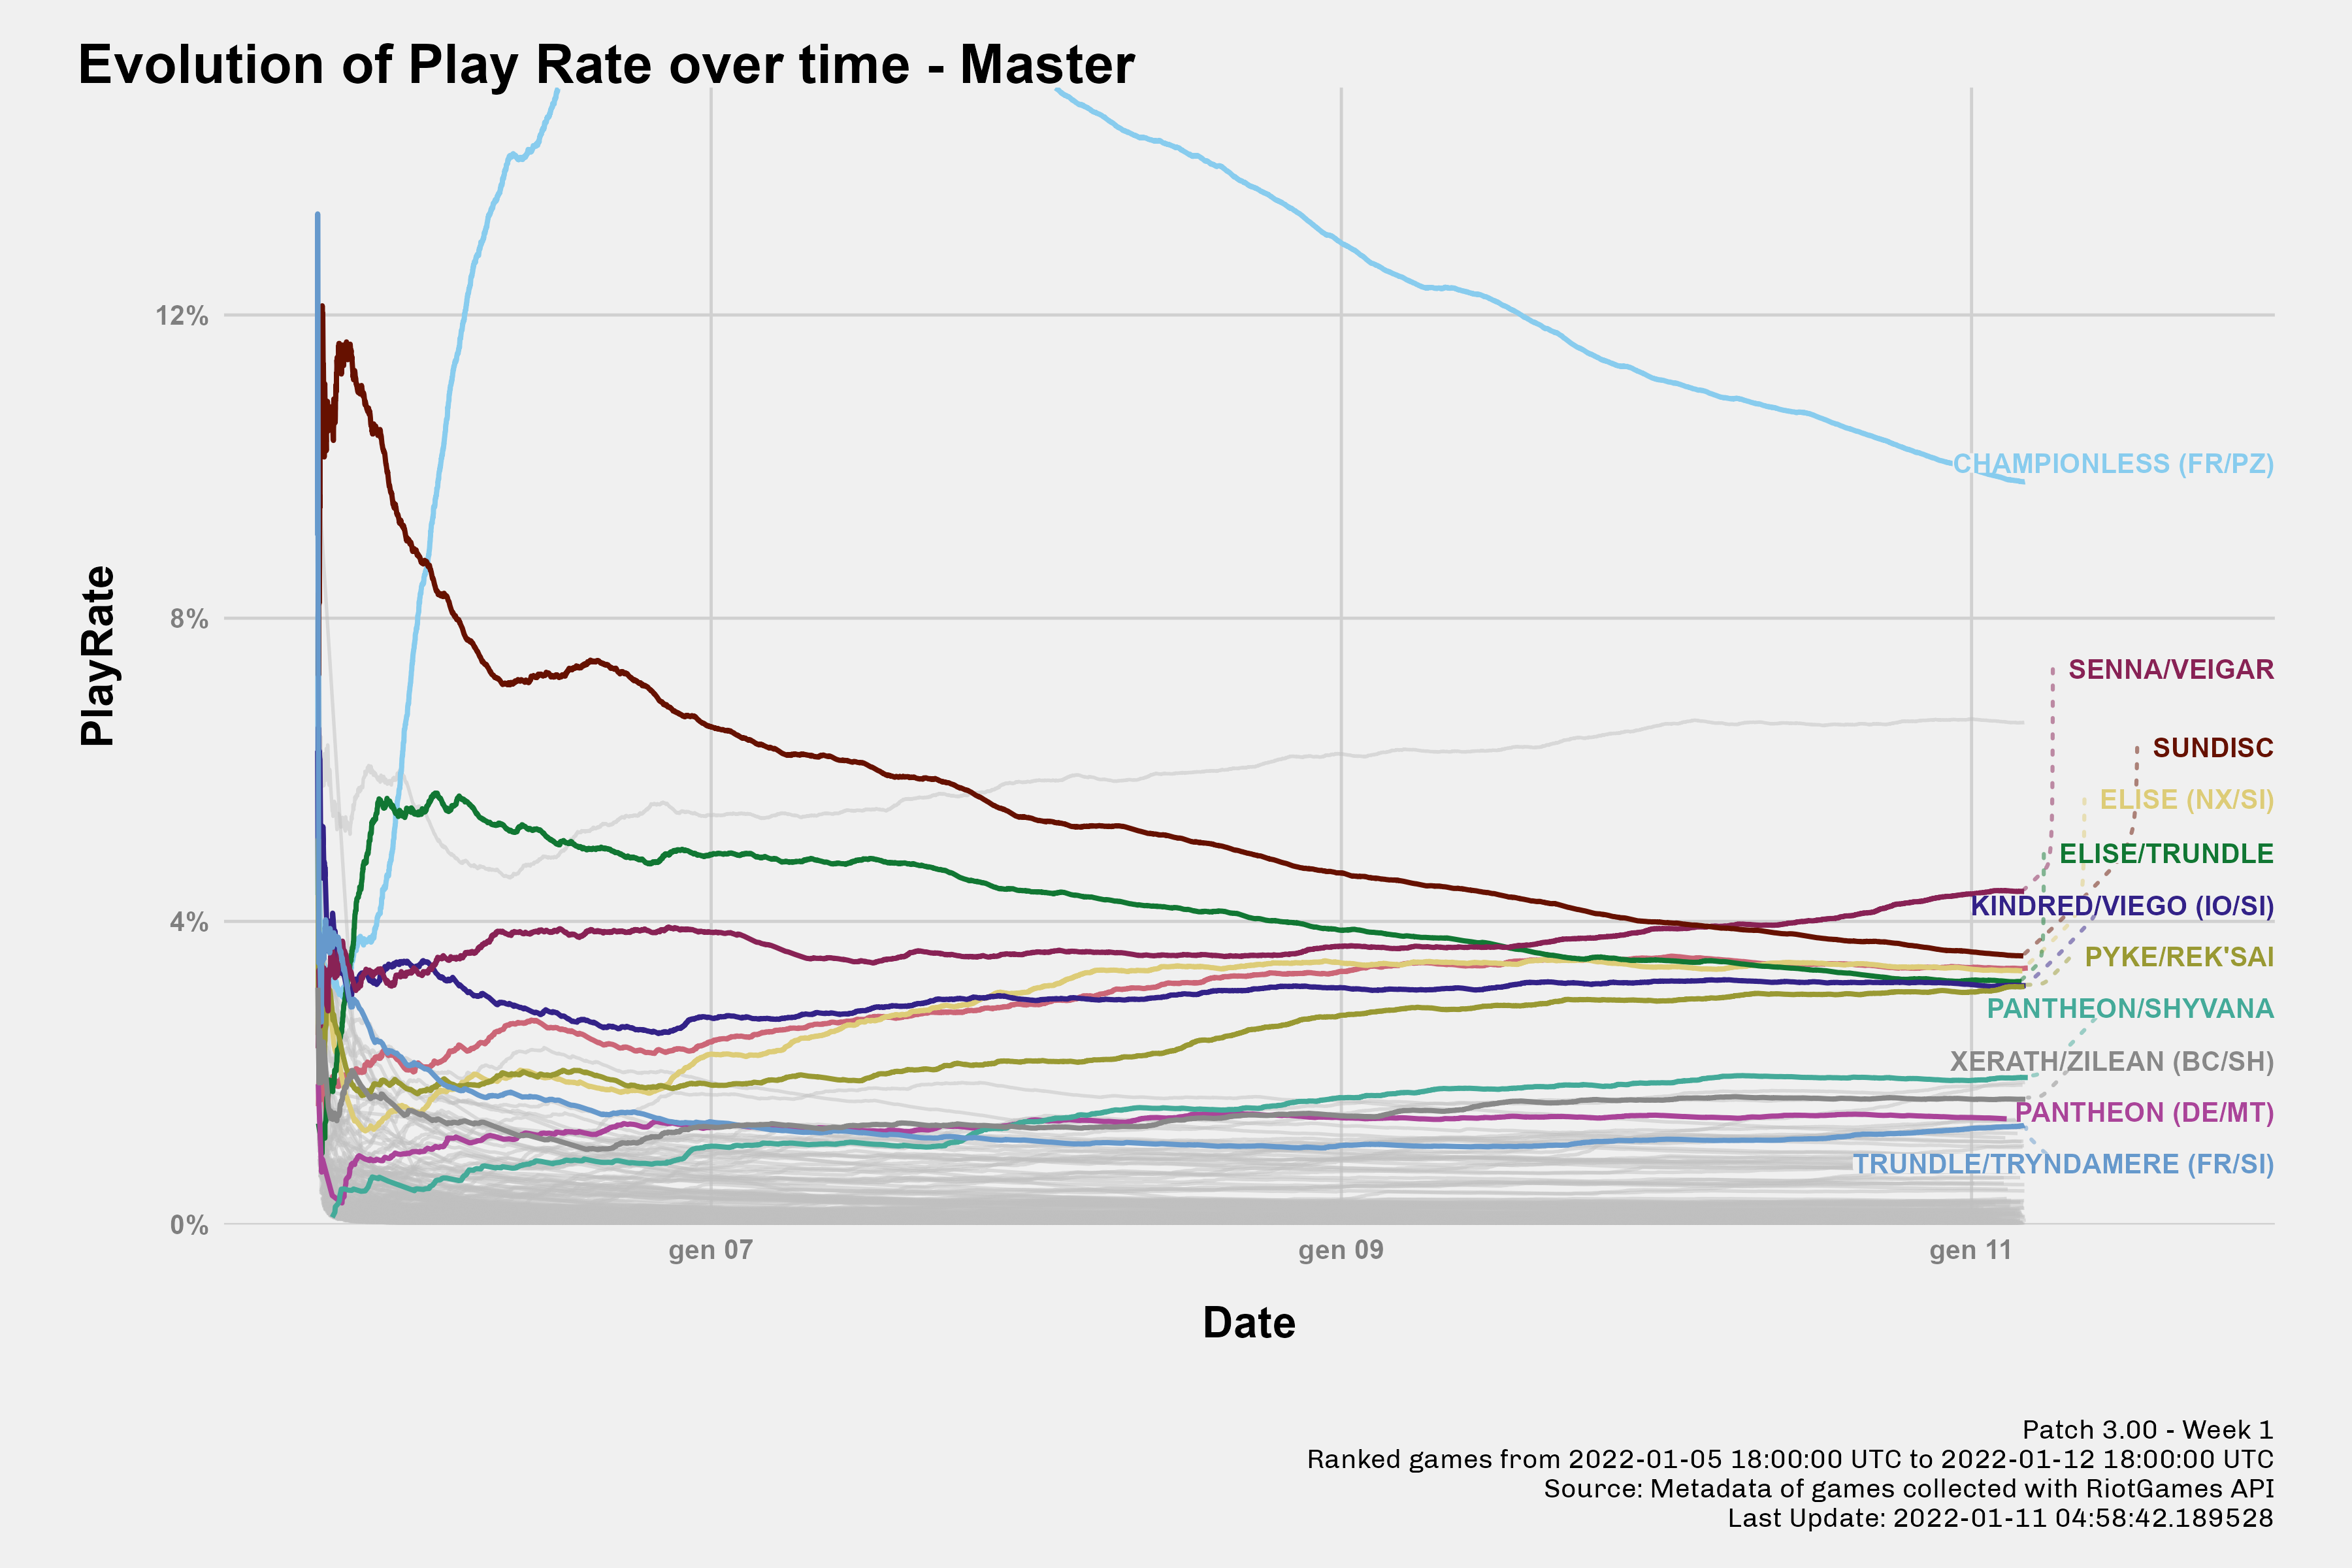 Evolution of Play Rate over time - Master
PlayRate
12%
8%
4%
0%
CHAMPIONLESS (FR/PZ)
SENNA/VEIGAR
SUNDISC
ELISE (NX/SI)
ELISE/TRUNDLE
KINDRED/VIEGO (IO/SI)
PYKE/REK'SAI
PANTHEON/SHYVANA
XERATH/ZILEAN (BC/SH)
PANTHEON (DE/MT)
TRUNDLE/TRYNDAMERE (FR/SI)
gen 07
gen 09
gen 11
Date
Patch 3.00 - Week 1
Ranked games from 2022-01-05 18:00:00 UTC to 2022-01-12 18:00:00 UTC
Source: Metadata of games collected with RiotGames API
Last Update: 2022-01-11 04:58:42.189528